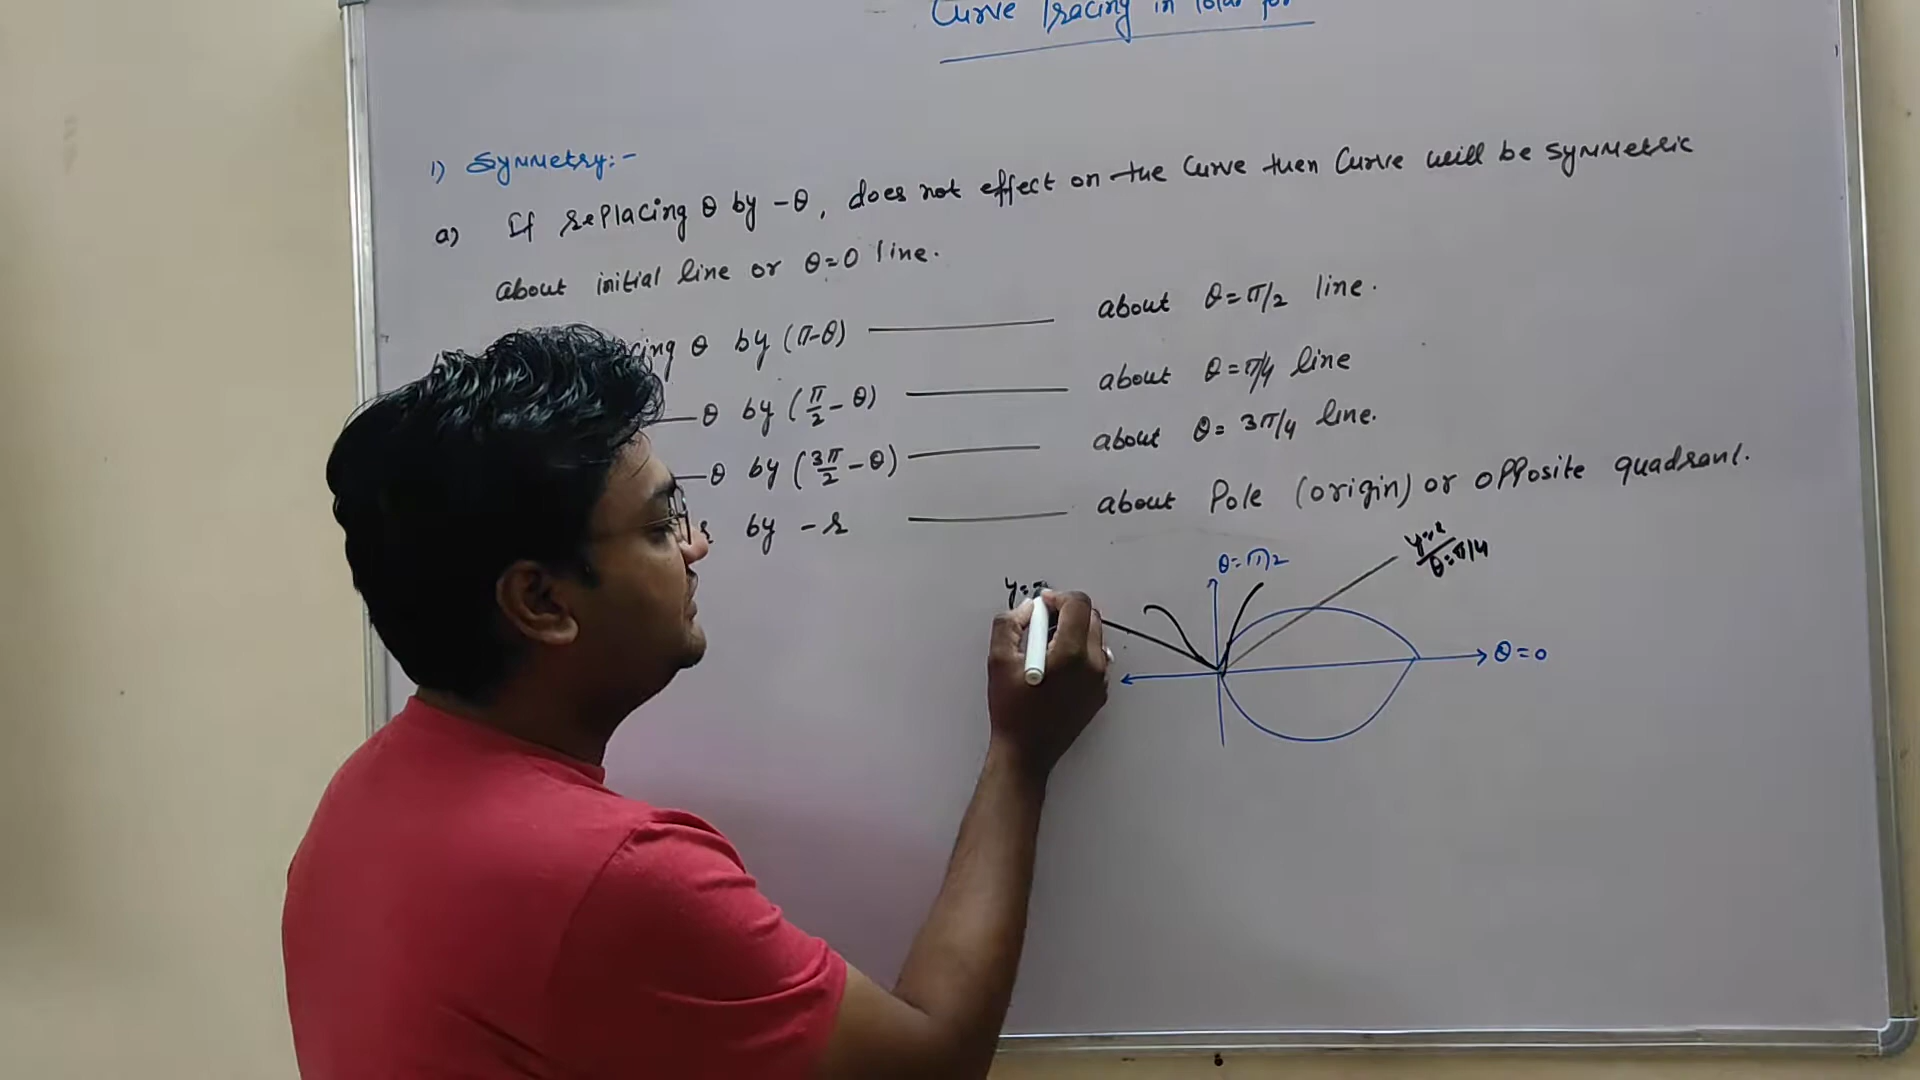 Curve Tracing in
1) Symmetry:-
a) If replacing θ by -θ, does not effect on the Curve then Curve will be symmetric
about initial line or θ=0 line.
cing θ by (π-θ) ——— about θ=π/2 line.
—θ by (π/2 - θ) ——— about θ=π/4 line
—θ by (3π/2 - θ) ——— about θ= 3π/4 line.
r by -r ——— about Pole (origin) or opposite quadrant.
θ=π/2
y=x
θ=π/4
y=
θ=0